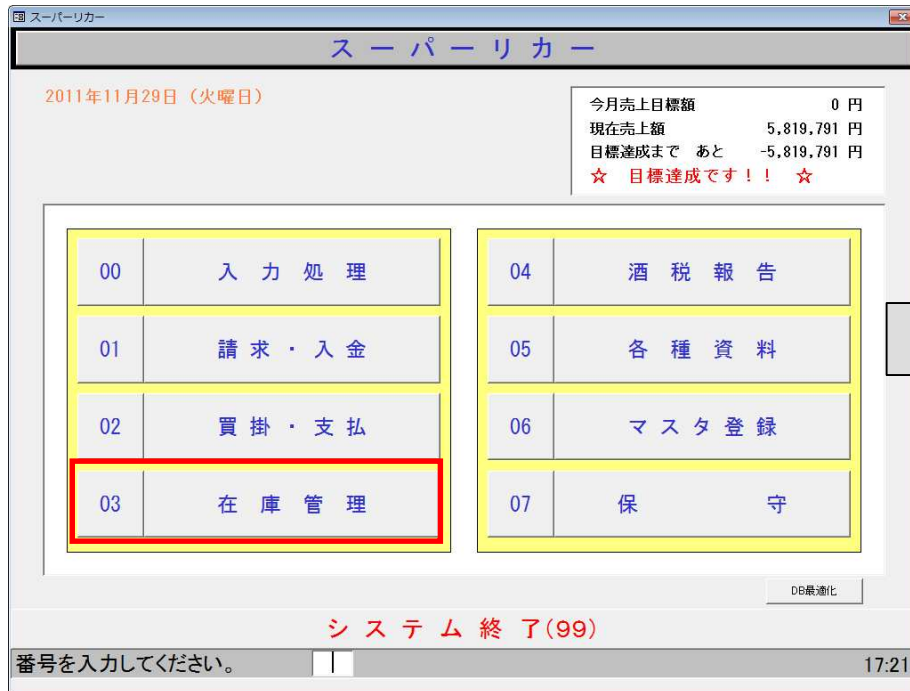 スーパーリカー
スーパーリカー
2011年11月29日（火曜日）
今月売上目標額 0 円
現在売上額 5,819,791 円
目標達成まで あと -5,819,791 円
☆ 目標達成です！！ ☆
00 入力処理
01 請求・入金
02 買掛・支払
03 在庫管理
04 酒税報告
05 各種資料
06 マスタ登録
07 保守
DB最適化
システム終了(99)
番号を入力してください。 17:21